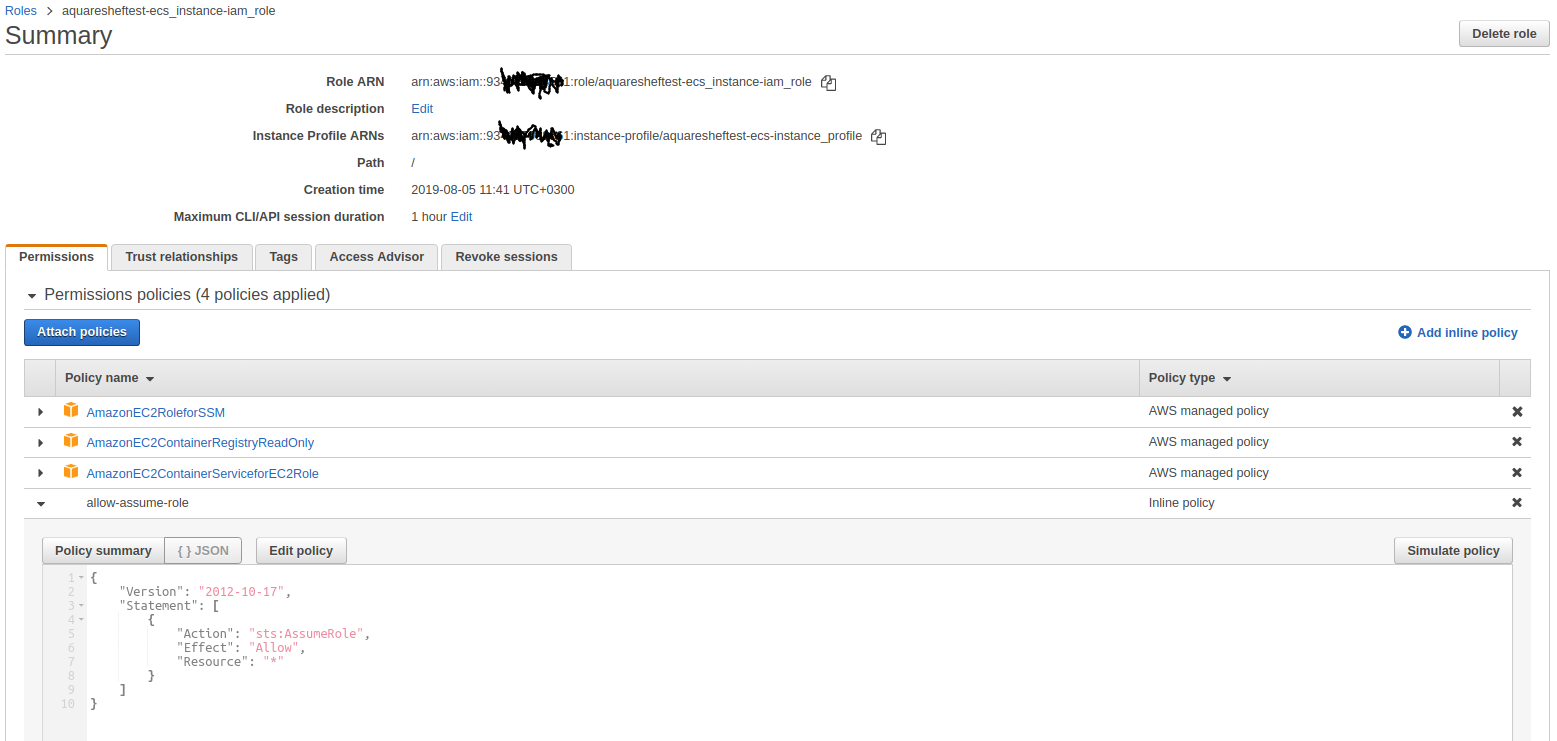 Roles > aquaresheftest-ecs_instance-iam_role
Summary
Delete role
Role ARN arn:aws:iam::93 1:role/aquaresheftest-ecs_instance-iam_role
Role description Edit
Instance Profile ARNs arn:aws:iam::93 1:instance-profile/aquaresheftest-ecs-instance_profile
Path /
Creation time 2019-08-05 11:41 UTC+0300
Maximum CLI/API session duration 1 hour Edit
Permissions Trust relationships Tags Access Advisor Revoke sessions
Permissions policies (4 policies applied)
Attach policies Add inline policy
Policy name Policy type
AmazonEC2RoleforSSM AWS managed policy
AmazonEC2ContainerRegistryReadOnly AWS managed policy
AmazonEC2ContainerServiceforEC2Role AWS managed policy
allow-assume-role Inline policy
Policy summary { } JSON Edit policy Simulate policy
1 {
2 "Version": "2012-10-17",
3 "Statement": [
4 {
5 "Action": "sts:AssumeRole",
6 "Effect": "Allow",
7 "Resource": "*"
8 }
9 ]
10 }